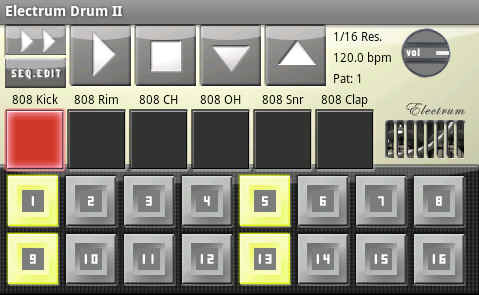 Electrum Drum II
1/16 Res.
120.0 bpm
Pat: 1
vol
SEQ.EDIT
808 Kick 808 Rim 808 CH 808 OH 808 Snr 808 Clap
Electrum
1 2 3 4 5 6 7 8
9 10 11 12 13 14 15 16